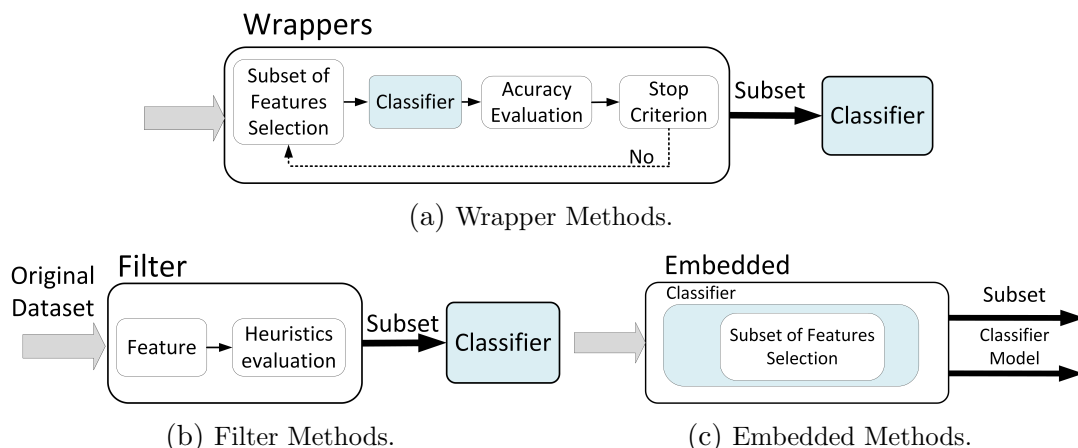 Wrappers
Subset of
Features
Selection
Classifier
Acuracy
Evaluation
Stop
Criterion
No
Subset
Classifier
(a) Wrapper Methods.
Original
Dataset
Filter
Feature
Heuristics
evaluation
Subset
Classifier
(b) Filter Methods.
Embedded
Classifier
Subset of Features
Selection
Subset
Classifier
Model
(c) Embedded Methods.